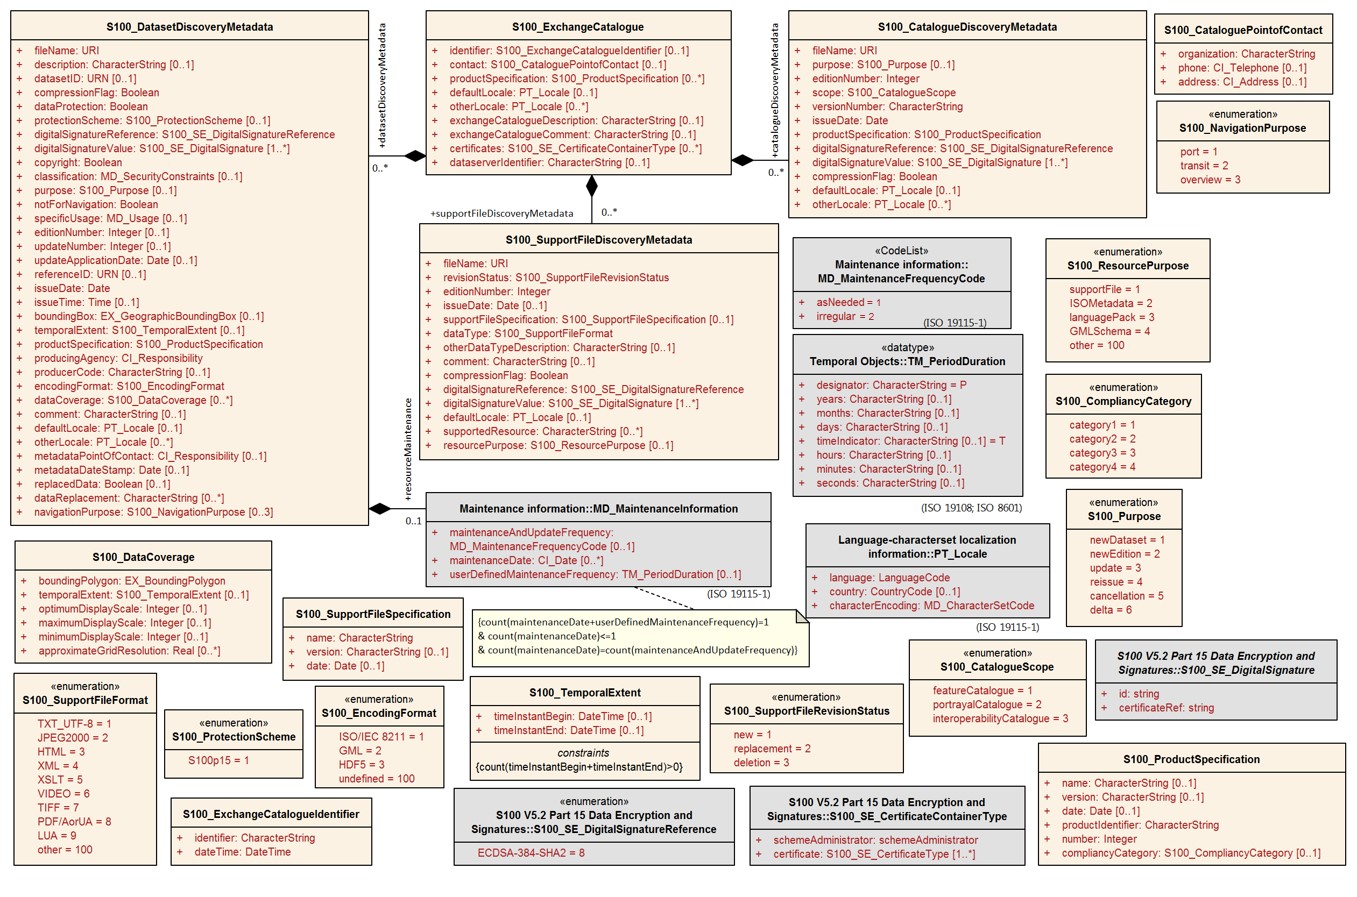 S100_DatasetDiscoveryMetadata
+ fileName: URI
+ description: CharacterString [0..1]
+ datasetID: URN [0..1]
+ compressionFlag: Boolean
+ dataProtection: Boolean
+ protectionScheme: S100_ProtectionScheme [0..1]
+ digitalSignatureReference: S100_SE_DigitalSignatureReference
+ digitalSignatureValue: S100_SE_DigitalSignature [1..*]
+ copyright: Boolean
+ classification: MD_SecurityConstraints [0..1]
+ purpose: S100_Purpose [0..1]
+ notForNavigation: Boolean
+ specificUsage: MD_Usage [0..1]
+ editionNumber: Integer [0..1]
+ updateNumber: Integer [0..1]
+ updateApplicationDate: Date [0..1]
+ referenceID: URN [0..1]
+ issueDate: Date
+ issueTime: Time [0..1]
+ boundingBox: EX_GeographicBoundingBox [0..1]
+ temporalExtent: S100_TemporalExtent [0..1]
+ productSpecification: S100_ProductSpecification
+ producingAgency: CI_Responsibility
+ producerCode: CharacterString [0..1]
+ encodingFormat: S100_EncodingFormat
+ dataCoverage: S100_DataCoverage [0..*]
+ comment: CharacterString [0..1]
+ defaultLocale: PT_Locale [0..1]
+ otherLocale: PT_Locale [0..*]
+ metadataPointOfContact: CI_Responsibility [0..1]
+ metadataDateStamp: Date [0..1]
+ replacedData: Boolean [0..1]
+ dataReplacement: CharacterString [0..*]
+ navigationPurpose: S100_NavigationPurpose [0..3]
+datasetDiscoveryMetadata
0..*
S100_ExchangeCatalogue
+ identifier: S100_ExchangeCatalogueIdentifier [0..1]
+ contact: S100_CataloguePointofContact [0..1]
+ productSpecification: S100_ProductSpecification [0..*]
+ defaultLocale: PT_Locale [0..1]
+ otherLocale: PT_Locale [0..*]
+ exchangeCatalogueDescription: CharacterString [0..1]
+ exchangeCatalogueComment: CharacterString [0..1]
+ certificates: S100_SE_CertificateContainerType [0..*]
+ dataserverIdentifier: CharacterString [0..1]
+catalogueDiscoveryMetadata
0..*
S100_CatalogueDiscoveryMetadata
+ fileName: URI
+ purpose: S100_Purpose [0..1]
+ editionNumber: Integer
+ scope: S100_CatalogueScope
+ versionNumber: CharacterString
+ issueDate: Date
+ productSpecification: S100_ProductSpecification
+ digitalSignatureReference: S100_SE_DigitalSignatureReference
+ digitalSignatureValue: S100_SE_DigitalSignature [1..*]
+ compressionFlag: Boolean
+ defaultLocale: PT_Locale [0..1]
+ otherLocale: PT_Locale [0..*]
S100_CataloguePointofContact
+ organization: CharacterString
+ phone: CI_Telephone [0..1]
+ address: CI_Address [0..1]
«enumeration»
S100_NavigationPurpose
port = 1
transit = 2
overview = 3
+supportFileDiscoveryMetadata
0..*
S100_SupportFileDiscoveryMetadata
+ fileName: URI
+ revisionStatus: S100_SupportFileRevisionStatus
+ editionNumber: Integer
+ issueDate: Date [0..1]
+ supportFileSpecification: S100_SupportFileSpecification [0..1]
+ dataType: S100_SupportFileFormat
+ otherDataTypeDescription: CharacterString [0..1]
+ comment: CharacterString [0..1]
+ compressionFlag: Boolean
+ digitalSignatureReference: S100_SE_DigitalSignatureReference
+ digitalSignatureValue: S100_SE_DigitalSignature [1..*]
+ defaultLocale: PT_Locale [0..1]
+ supportedResource: CharacterString [0..*]
+ resourcePurpose: S100_ResourcePurpose [0..1]
«CodeList»
Maintenance information::
MD_MaintenanceFrequencyCode
+ asNeeded = 1
+ irregular = 2
(ISO 19115-1)
«enumeration»
S100_ResourcePurpose
supportFile = 1
ISOMetadata = 2
languagePack = 3
GMLSchema = 4
other = 100
«datatype»
Temporal Objects::TM_PeriodDuration
+ designator: CharacterString = P
+ years: CharacterString [0..1]
+ months: CharacterString [0..1]
+ days: CharacterString [0..1]
+ timeIndicator: CharacterString [0..1] = T
+ hours: CharacterString [0..1]
+ minutes: CharacterString [0..1]
+ seconds: CharacterString [0..1]
(ISO 19108; ISO 8601)
«enumeration»
S100_CompliancyCategory
category1 = 1
category2 = 2
category3 = 3
category4 = 4
+resourceMaintenance
0..1
Maintenance information::MD_MaintenanceInformation
+ maintenanceAndUpdateFrequency:
MD_MaintenanceFrequencyCode [0..1]
+ maintenanceDate: CI_Date [0..*]
+ userDefinedMaintenanceFrequency: TM_PeriodDuration [0..1]
(ISO 19115-1)
{count(maintenanceDate+userDefinedMaintenanceFrequency)=1
& count(maintenanceDate)<=1
& count(maintenanceDate)=count(maintenanceAndUpdateFrequency)}
Language-characterset localization
information::PT_Locale
+ language: LanguageCode
+ country: CountryCode [0..1]
+ characterEncoding: MD_CharacterSetCode
(ISO 19115-1)
«enumeration»
S100_Purpose
newDataset = 1
newEdition = 2
update = 3
reissue = 4
cancellation = 5
delta = 6
S100_DataCoverage
+ boundingPolygon: EX_BoundingPolygon
+ temporalExtent: S100_TemporalExtent [0..1]
+ optimumDisplayScale: Integer [0..1]
+ maximumDisplayScale: Integer [0..1]
+ minimumDisplayScale: Integer [0..1]
+ approximateGridResolution: Real [0..*]
S100_SupportFileSpecification
+ name: CharacterString
+ version: CharacterString [0..1]
+ date: Date [0..1]
«enumeration»
S100_SupportFileFormat
TXT_UTF-8 = 1
JPEG2000 = 2
HTML = 3
XML = 4
XSLT = 5
VIDEO = 6
TIFF = 7
PDF/AorUA = 8
LUA = 9
other = 100
«enumeration»
S100_ProtectionScheme
S100p15 = 1
«enumeration»
S100_EncodingFormat
ISO/IEC 8211 = 1
GML = 2
HDF5 = 3
undefined = 100
S100_ExchangeCatalogueIdentifier
+ identifier: CharacterString
+ dateTime: DateTime
S100_TemporalExtent
+ timeInstantBegin: DateTime [0..1]
+ timeInstantEnd: DateTime [0..1]
constraints
{count(timeInstantBegin+timeInstantEnd)>0}
«enumeration»
S100_SupportFileRevisionStatus
new = 1
replacement = 2
deletion = 3
«enumeration»
S100_CatalogueScope
featureCatalogue = 1
portrayalCatalogue = 2
interoperabilityCatalogue = 3
S100 V5.2 Part 15 Data Encryption and
Signatures::S100_SE_DigitalSignature
+ id: string
+ certificateRef: string
«enumeration»
S100 V5.2 Part 15 Data Encryption and
Signatures::S100_SE_DigitalSignatureReference
ECDSA-384-SHA2 = 8
S100 V5.2 Part 15 Data Encryption and
Signatures::S100_SE_CertificateContainerType
+ schemeAdministrator: schemeAdministrator
+ certificate: S100_SE_CertificateType [1..*]
S100_ProductSpecification
+ name: CharacterString [0..1]
+ version: CharacterString [0..1]
+ date: Date [0..1]
+ productIdentifier: CharacterString
+ number: Integer
+ compliancyCategory: S100_CompliancyCategory [0..1]